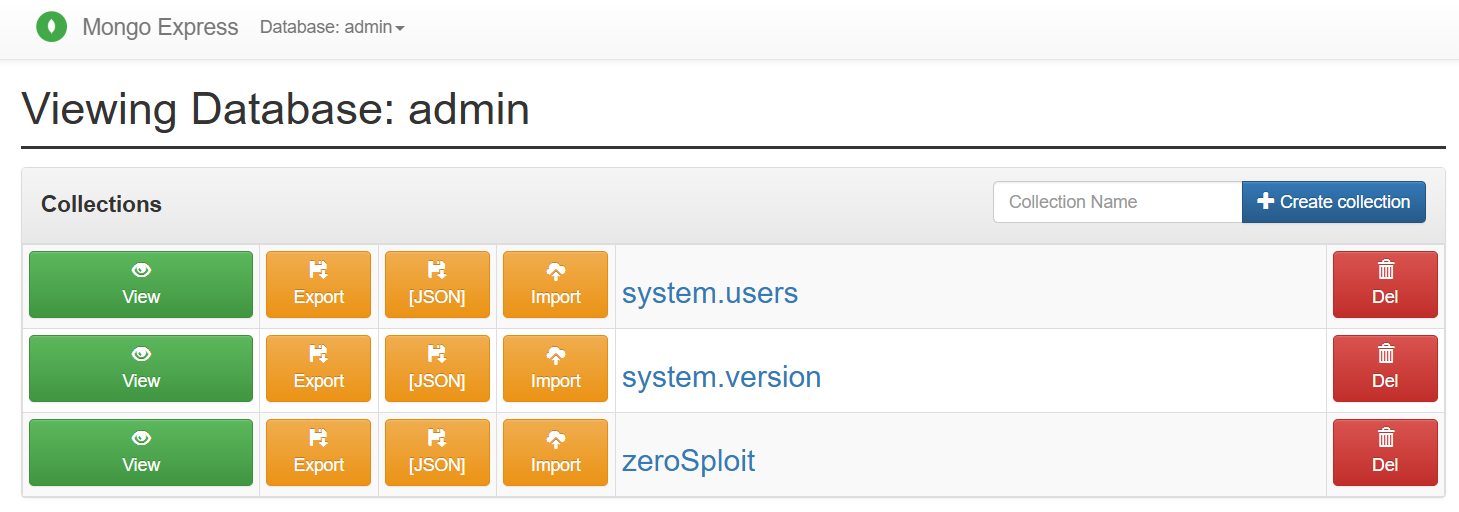 Mongo Express Database: admin
Viewing Database: admin
Collections Collection Name Create collection
View Export [JSON] Import system.users Del
View Export [JSON] Import system.version Del
View Export [JSON] Import zeroSploit Del